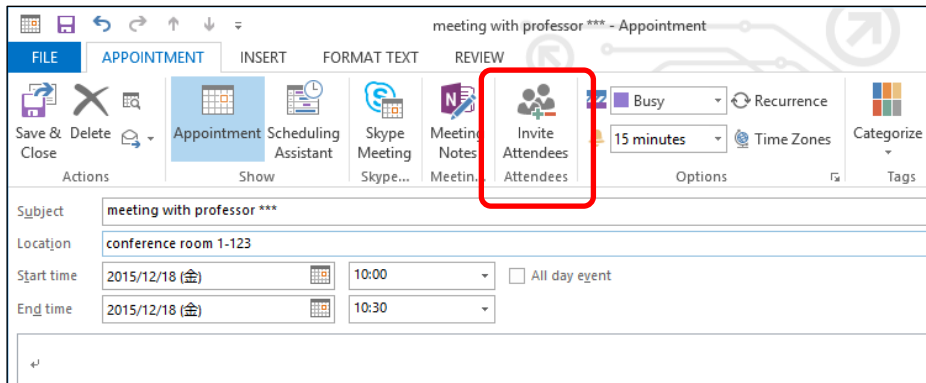 meeting with professor *** - Appointment
FILE APPOINTMENT INSERT FORMAT TEXT REVIEW
Save & Close
Delete
Actions
Appointment
Scheduling Assistant
Show
Skype Meeting
Skype...
Meeting Notes
Meetin...
Invite Attendees
Attendees
Busy
Recurrence
15 minutes
Time Zones
Options
Categorize
Tags
Subject meeting with professor ***
Location conference room 1-123
Start time 2015/12/18 (金) 10:00 All day event
End time 2015/12/18 (金) 10:30